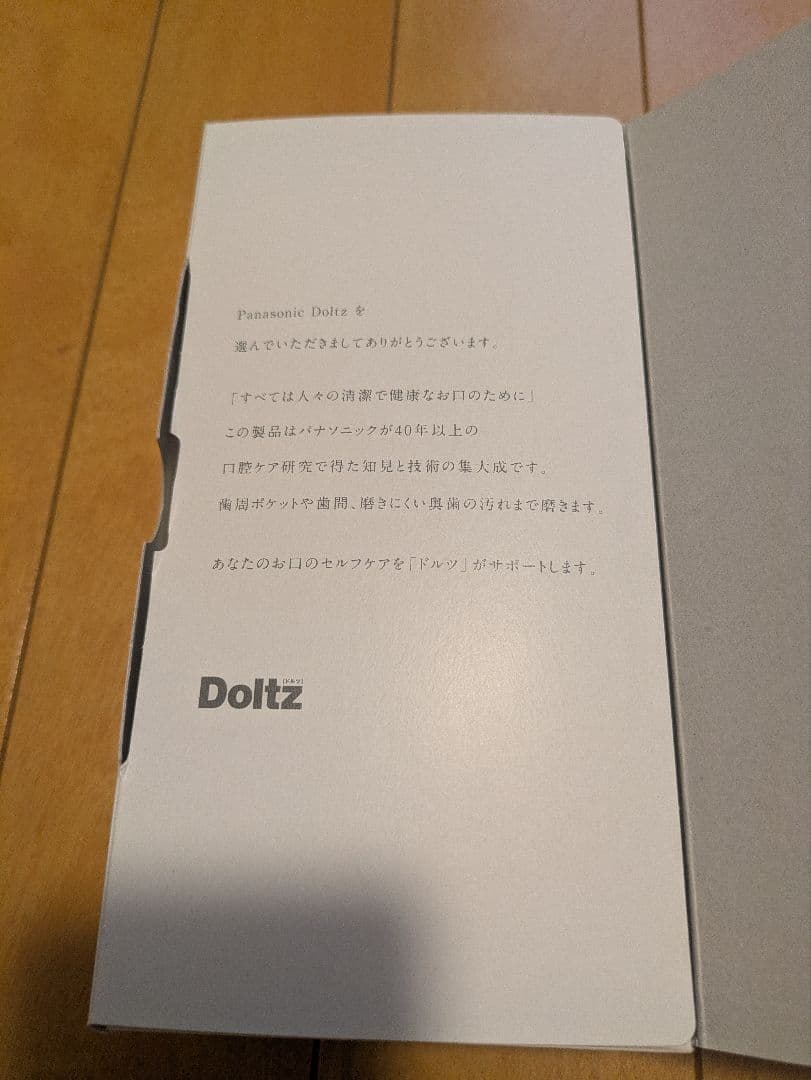 Panasonic Doltz を
選んでいただきましてありがとうございます。
「すべては人々の清潔で健康なお口のために」
この製品はパナソニックが40年以上の
口腔ケア研究で得た知見と技術の集大成です。
歯周ポケットや歯間、磨きにくい奥歯の汚れまで磨きます。
あなたのお口のセルフケアを「ドルツ」がサポートします。
Doltz [ドルツ]